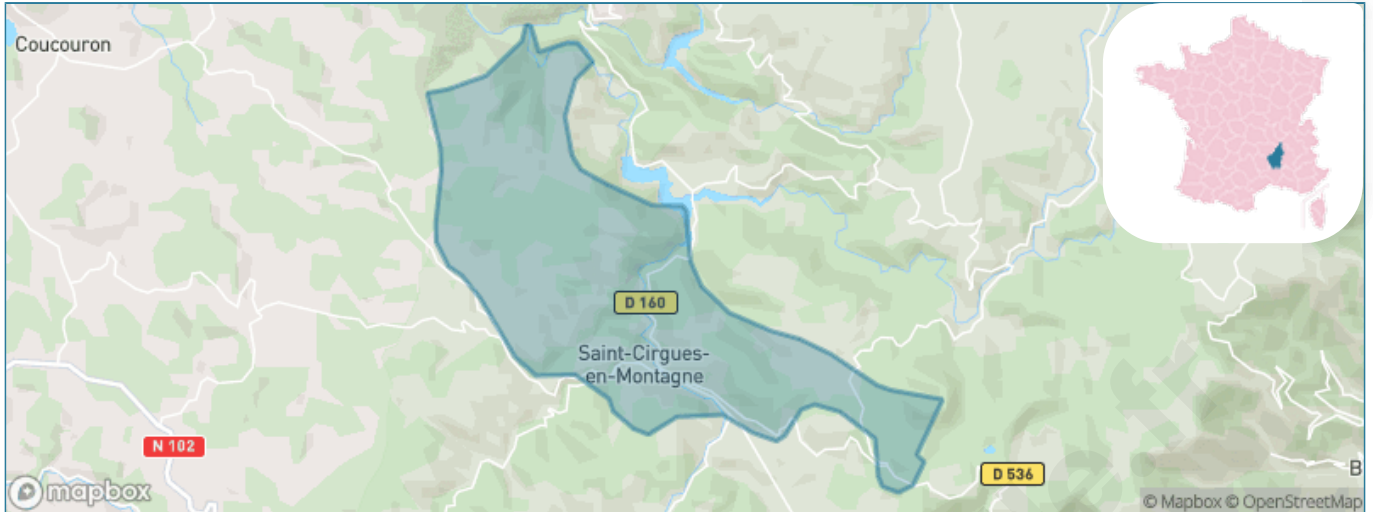 Coucouron
D 160
Saint-Cirgues-
en-Montagne
N 102
D 536
B
mapbox
© Mapbox © OpenStreetMap